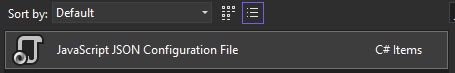 Sort by: Default
JavaScript JSON Configuration File C# Items